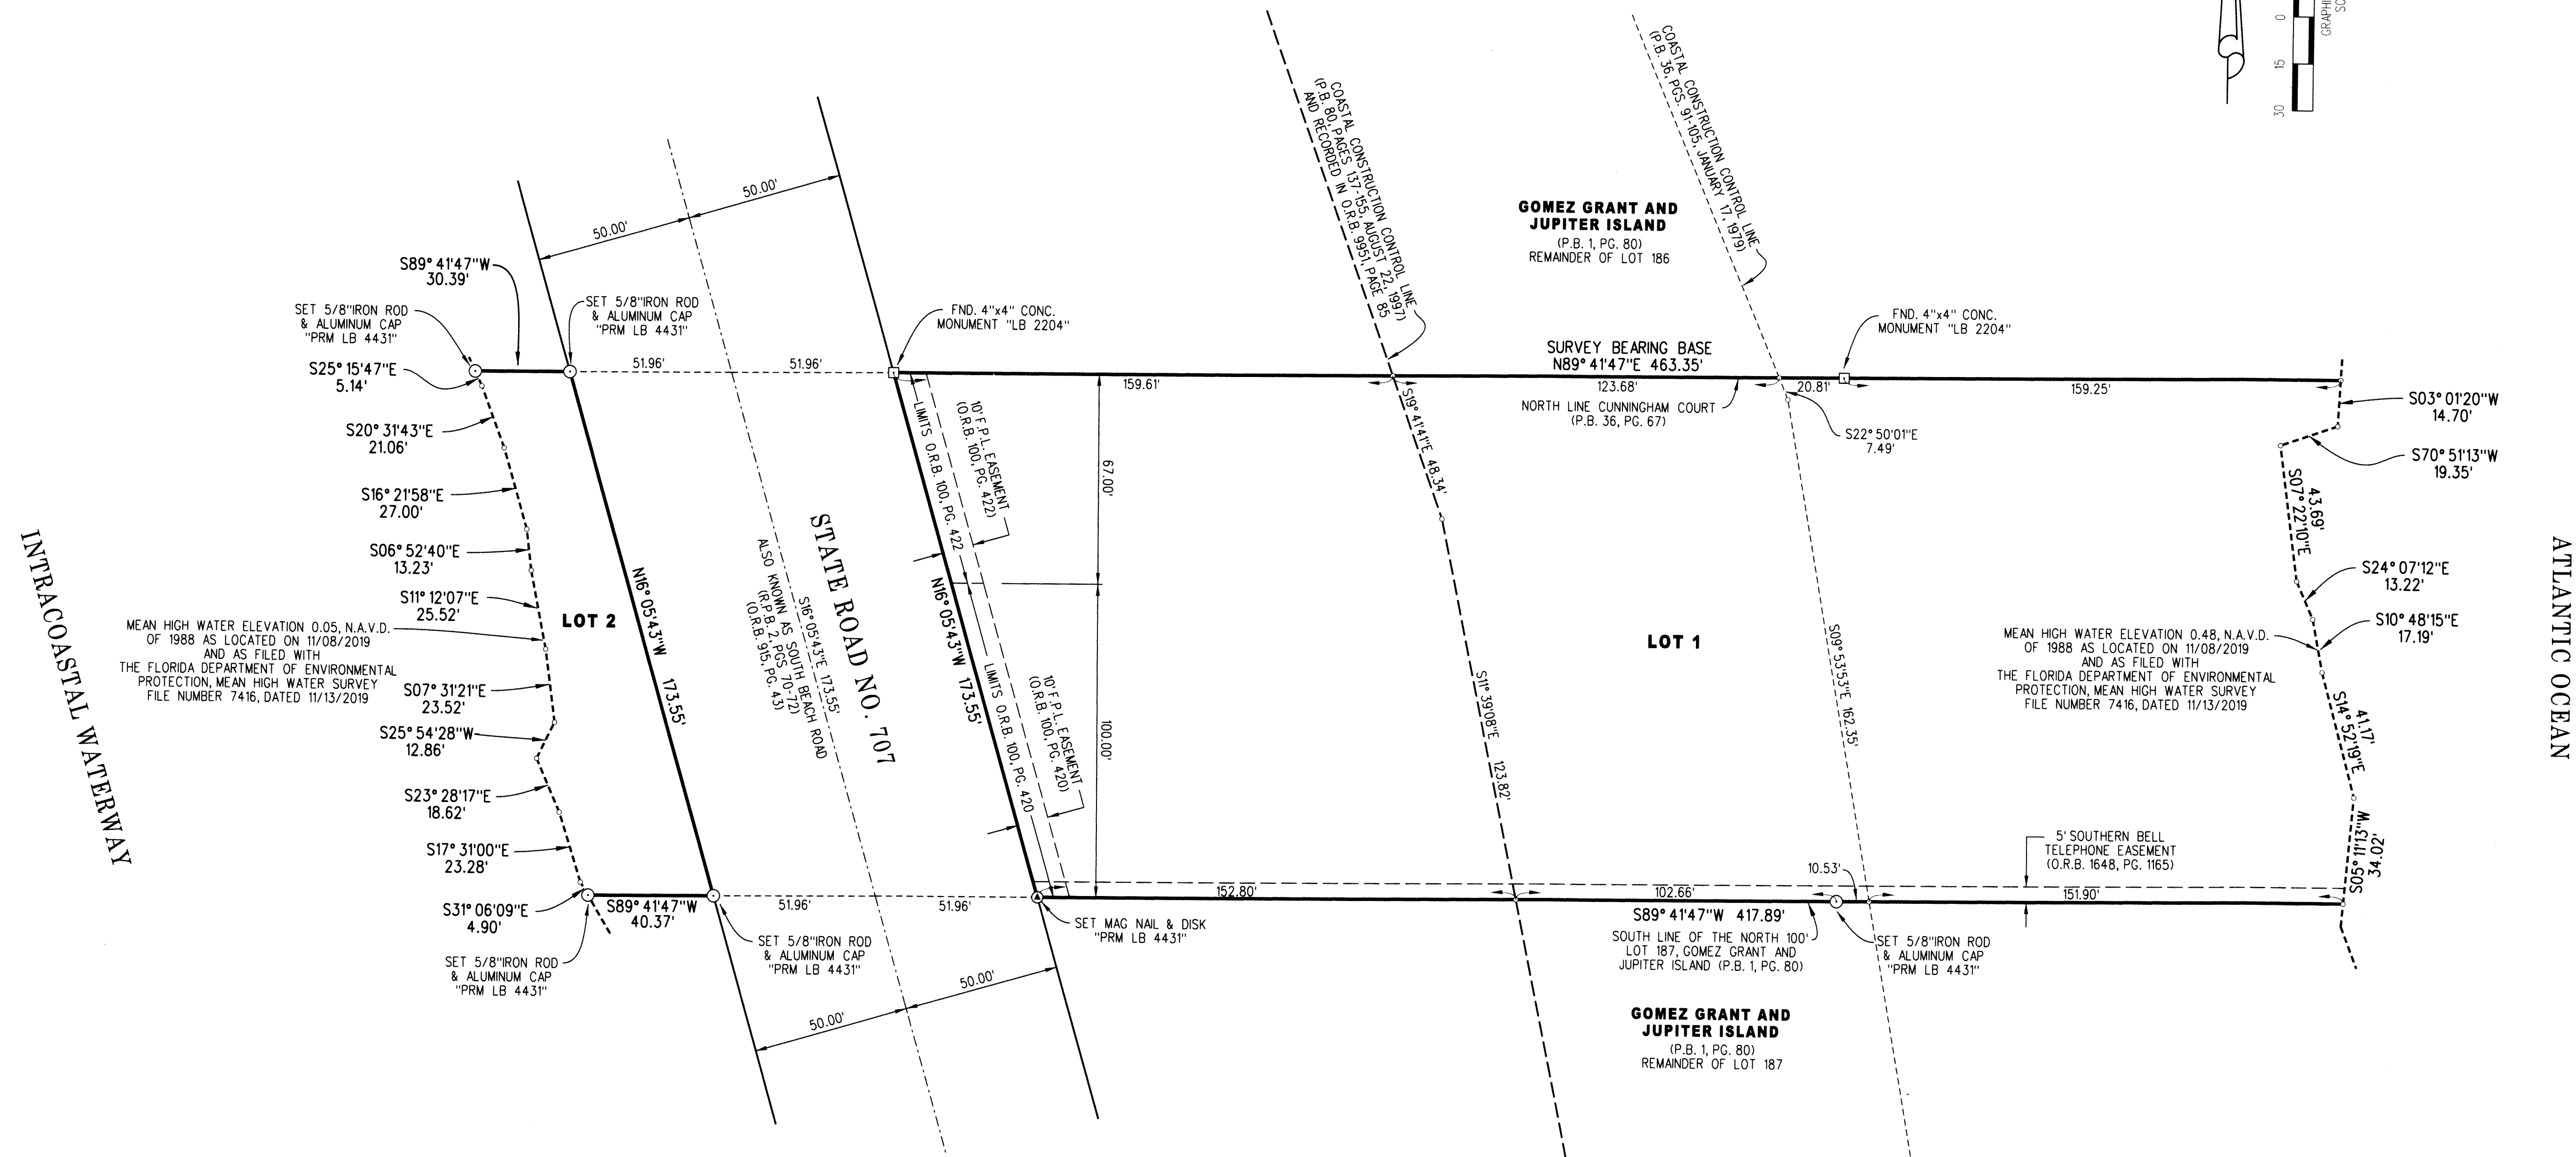 0
15
30
GRAPHI
SC
COASTAL CONSTRUCTION CONTROL LINE
(P.B. 80, PAGES 137-155, AUGUST 22, 1997)
AND RECORDED IN O.R.B. 9951, PAGE 85
COASTAL CONSTRUCTION CONTROL LINE
(P.B. 36, PGS. 91-105, JANUARY 17, 1979)
GOMEZ GRANT AND
JUPITER ISLAND
(P.B. 1, PG. 80)
REMAINDER OF LOT 186
50.00'
50.00'
S89°41'47"W
30.39'
SET 5/8"IRON ROD
& ALUMINUM CAP
"PRM LB 4431"
SET 5/8"IRON ROD
& ALUMINUM CAP
"PRM LB 4431"
FND. 4"x4" CONC.
MONUMENT "LB 2204"
FND. 4"x4" CONC.
MONUMENT "LB 2204"
SURVEY BEARING BASE
N89°41'47"E 463.35'
51.96'
51.96'
159.61'
123.68'
20.81'
159.25'
NORTH LINE CUNNINGHAM COURT
(P.B. 36, PG. 67)
S22°50'01"E
7.49'
S25°15'47"E
5.14'
S20°31'43"E
21.06'
S16°21'58"E
27.00'
S06°52'40"E
13.23'
S11°12'07"E
25.52'
MEAN HIGH WATER ELEVATION 0.05, N.A.V.D.
OF 1988 AS LOCATED ON 11/08/2019
AND AS FILED WITH
THE FLORIDA DEPARTMENT OF ENVIRONMENTAL
PROTECTION, MEAN HIGH WATER SURVEY
FILE NUMBER 7416, DATED 11/13/2019
S07°31'21"E
23.52'
S25°54'28"W
12.86'
S23°28'17"E
18.62'
S17°31'00"E
23.28'
S31°06'09"E
4.90'
INTRACOASTAL WATERWAY
LOT 2
N16°05'43"W 173.55'
STATE ROAD NO. 707
S16°05'43"E 173.55'
ALSO KNOWN AS SOUTH BEACH ROAD
(R.P.B. 2, PGS 70-72)
(O.R.B. 915, PG. 43)
N16°05'43"W 173.55'
LIMITS O.R.B. 100, PG. 422
10' F.P.L. EASEMENT
(O.R.B. 100, PG. 422)
67.00'
LIMITS O.R.B. 100, PG. 420
10' F.P.L. EASEMENT
(O.R.B. 100, PG. 420)
100.00'
S19°41'41"E 48.34'
S11°39'08"E 123.82'
LOT 1
S09°53'53"E 162.35'
MEAN HIGH WATER ELEVATION 0.48, N.A.V.D.
OF 1988 AS LOCATED ON 11/08/2019
AND AS FILED WITH
THE FLORIDA DEPARTMENT OF ENVIRONMENTAL
PROTECTION, MEAN HIGH WATER SURVEY
FILE NUMBER 7416, DATED 11/13/2019
S03°01'20"W
14.70'
S70°51'13"W
19.35'
43.69'
S07°22'10"E
S24°07'12"E
13.22'
S10°48'15"E
17.19'
41.17'
S14°52'19"E
S05°11'13"W
34.02'
ATLANTIC OCEAN
5' SOUTHERN BELL
TELEPHONE EASEMENT
(O.R.B. 1648, PG. 1165)
S89°41'47"W
40.37'
51.96'
51.96'
152.80'
102.66'
10.53'
151.90'
S89°41'47"W 417.89'
SOUTH LINE OF THE NORTH 100'
LOT 187, GOMEZ GRANT AND
JUPITER ISLAND (P.B. 1, PG. 80)
SET 5/8"IRON ROD
& ALUMINUM CAP
"PRM LB 4431"
SET 5/8"IRON ROD
& ALUMINUM CAP
"PRM LB 4431"
SET MAG NAIL & DISK
"PRM LB 4431"
SET 5/8"IRON ROD
& ALUMINUM CAP
"PRM LB 4431"
50.00'
50.00'
GOMEZ GRANT AND
JUPITER ISLAND
(P.B. 1, PG. 80)
REMAINDER OF LOT 187